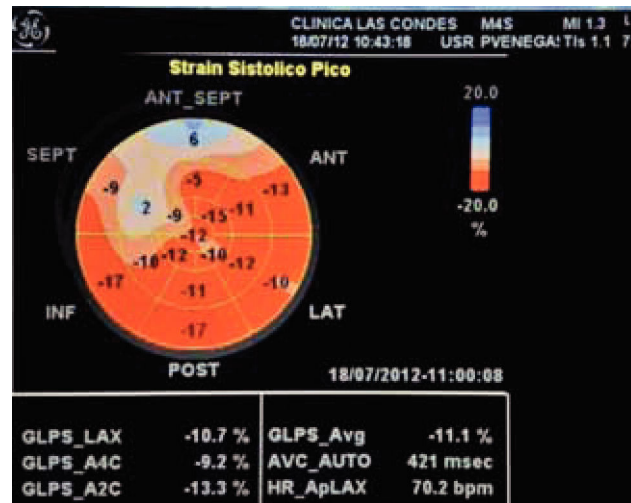 CLINICA LAS CONDES M4S MI 1.3
18/07/12 10:43:18 USR PVENEGA! TIs 1.1 7
Strain Sistolico Pico
ANT_SEPT
20.0
6
SEPT
ANT
-9
-5
-13
2
-9
-15
-11
-20.0
%
-12
-10
-12
-10
-12
-17
-10
-11
INF
LAT
-17
POST
18/07/2012-11:00:08
GLPS_LAX -10.7 % GLPS_Avg -11.1 %
GLPS_A4C -9.2 % AVC_AUTO 421 msec
GLPS_A2C -13.3 % HR_ApLAX 70.2 bpm